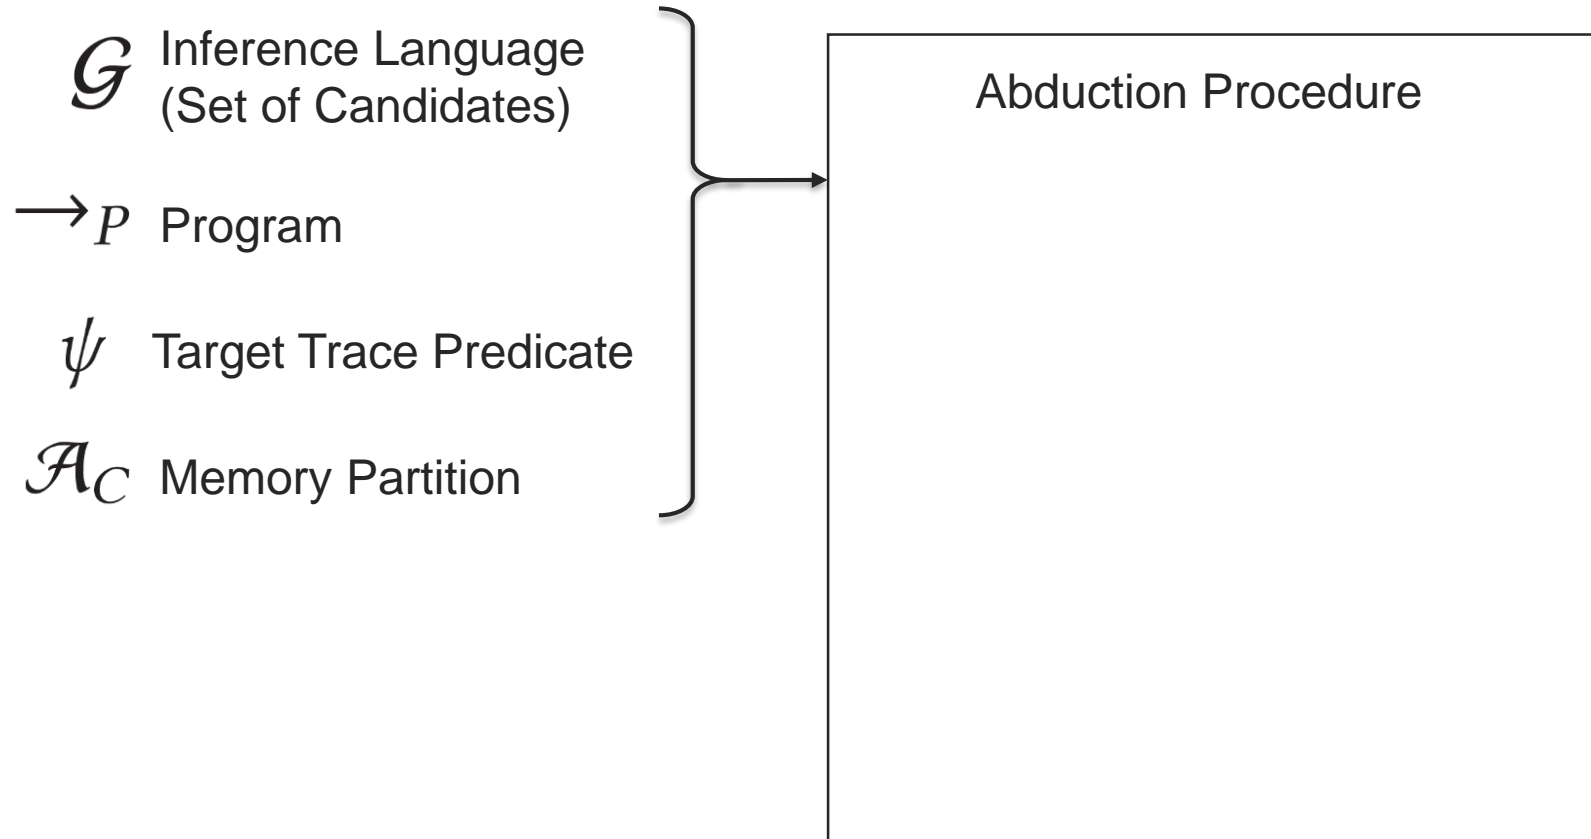 𝒢 Inference Language
(Set of Candidates)
→P Program
ψ Target Trace Predicate
𝒜C Memory Partition
Abduction Procedure